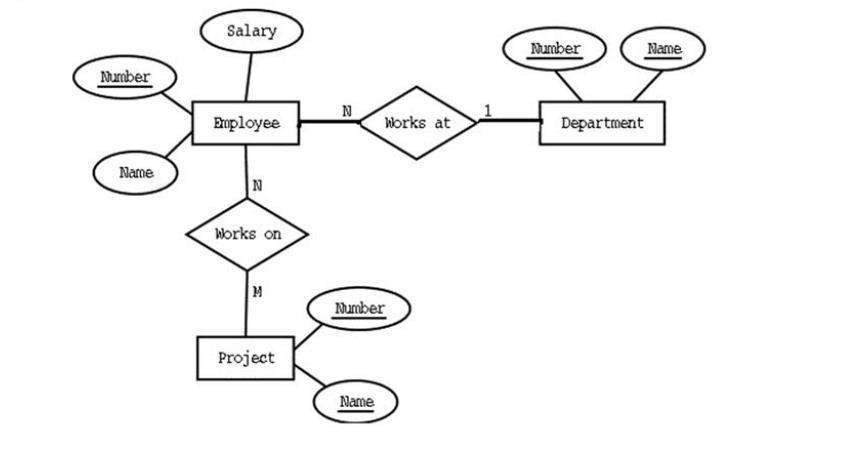 Salary
Number
Name
Employee
N
Works at
1
Number
Name
Department
N
Works on
M
Number
Project
Name